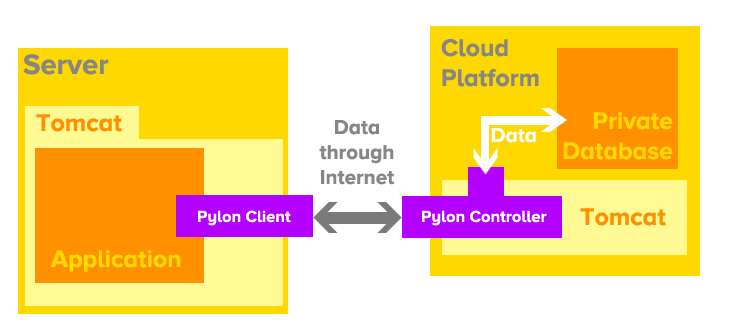 Server
Tomcat
Application
Pylon Client
Data
through
Internet
Cloud
Platform
Private
Database
Data
Pylon Controller
Tomcat